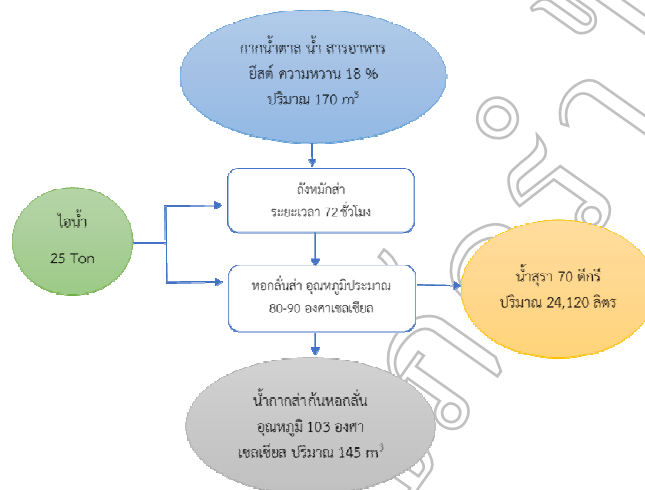 กากน้ำตาล น้ำ สารอาหาร
ยีสต์ ความหวาน 18 %
ปริมาณ 170 m³
ถังหมักส่า
ระยะเวลา 72 ชั่วโมง
ไอน้ำ
25 Ton
หอกลั่นส่า อุณหภูมิประมาณ
80-90 องศาเซลเซียส
น้ำสุรา 70 ดีกรี
ปริมาณ 24,120 ลิตร
น้ำกากส่าก้นหอกลั่น
อุณหภูมิ 103 องศา
เซลเซียส ปริมาณ 145 m³